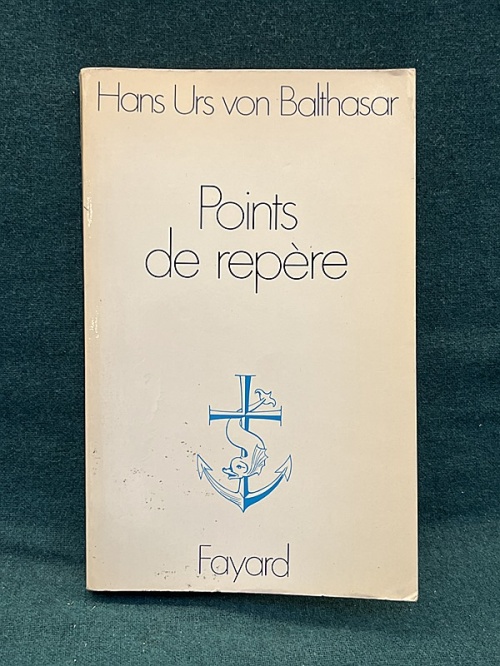 Hans Urs von Balthasar
Points
de repère
Fayard